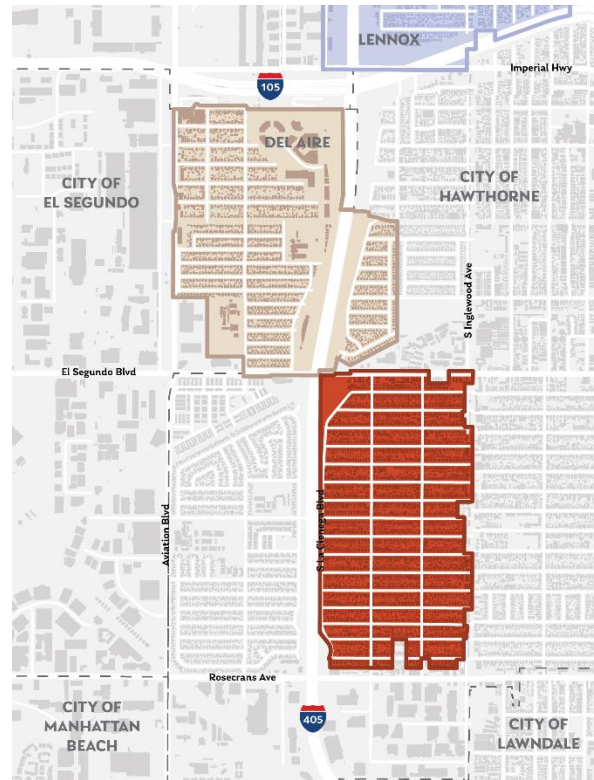 LENNOX
Imperial Hwy
105
DEL AIRE
CITY OF
EL SEGUNDO
CITY OF
HAWTHORNE
S Inglewood Ave
El Segundo Blvd
Aviation Blvd
S La Cienega Blvd
Rosecrans Ave
405
CITY OF
MANHATTAN
BEACH
CITY OF
LAWNDALE